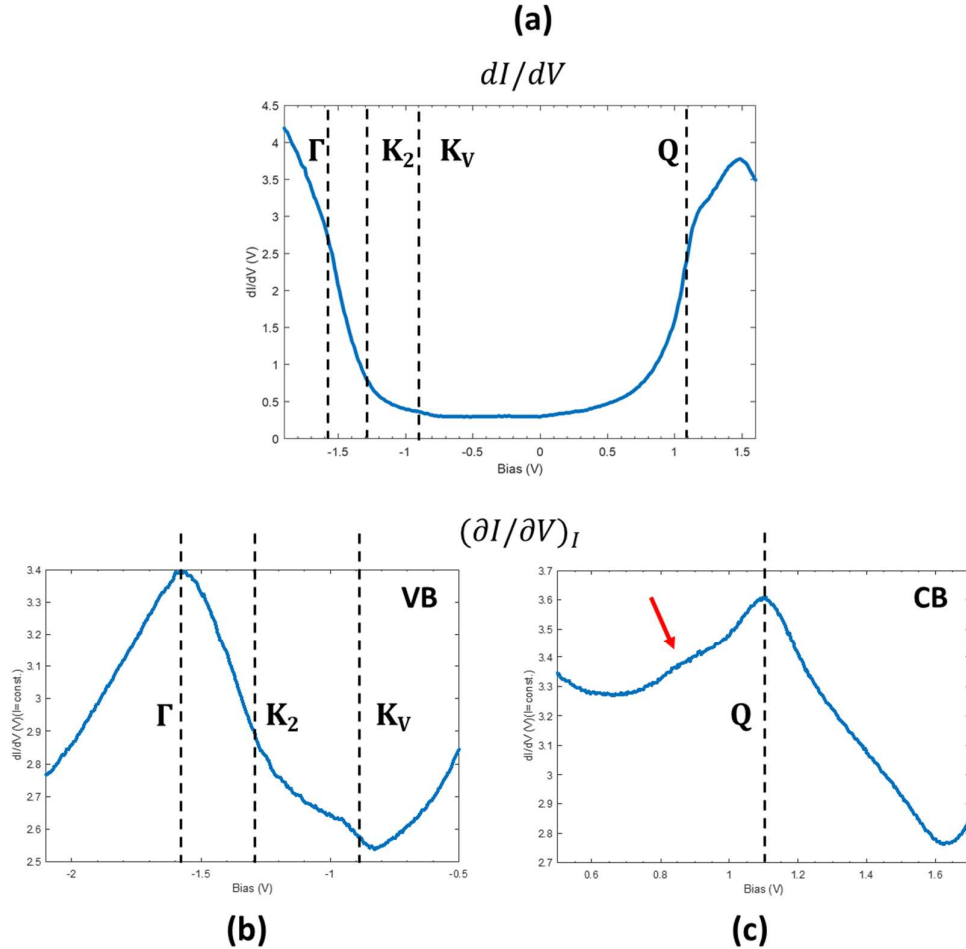 (a)
dI/dV
4.5
4
3.5
3
2.5
2
1.5
1
0.5
0
dI/dV (V)
Γ
K₂
K_V
Q
-1.5
-1
-0.5
0
0.5
1
1.5
Bias (V)
(∂I/∂V)_I
3.4
3.3
3.2
3.1
3
2.9
2.8
2.7
2.6
2.5
dI/dV (V)(I=const.)
VB
Γ
K₂
K_V
-2
-1.5
-1
-0.5
Bias (V)
(b)
3.7
3.6
3.5
3.4
3.3
3.2
3.1
3
2.9
2.8
2.7
dI/dV (V)(I=const.)
CB
Q
0.6
0.8
1
1.2
1.4
1.6
Bias (V)
(c)